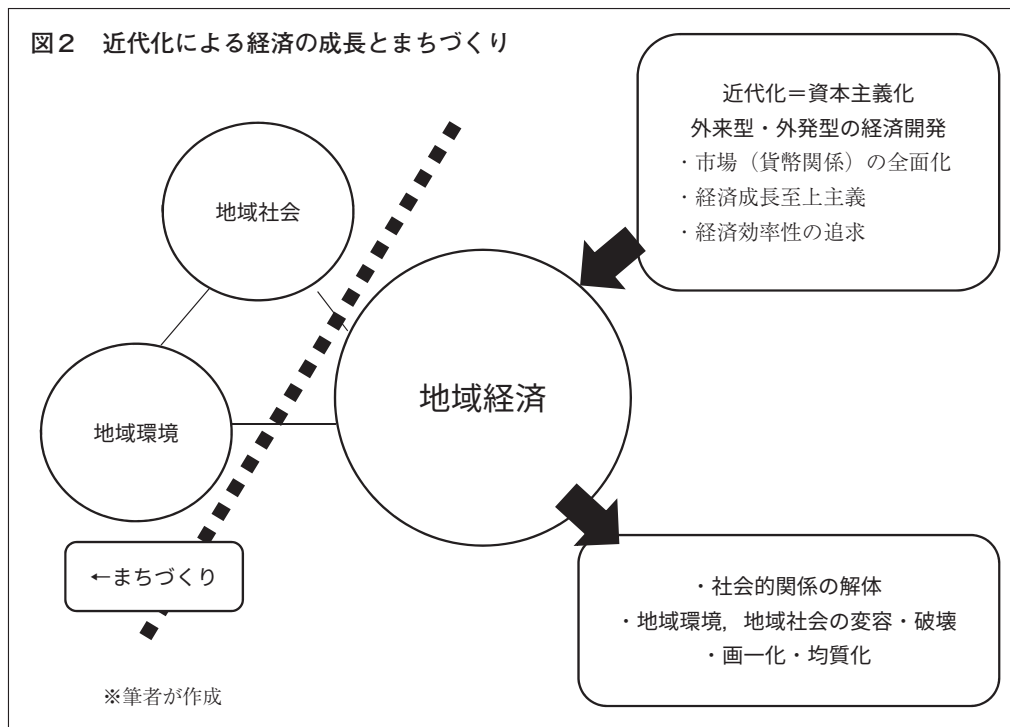 図2　近代化による経済の成長とまちづくり
近代化＝資本主義化
外来型・外発型の経済開発
・市場（貨幣関係）の全面化
・経済成長至上主義
・経済効率性の追求
地域社会
地域環境
地域経済
←まちづくり
・社会的関係の解体
・地域環境，地域社会の変容・破壊
・画一化・均質化
※筆者が作成